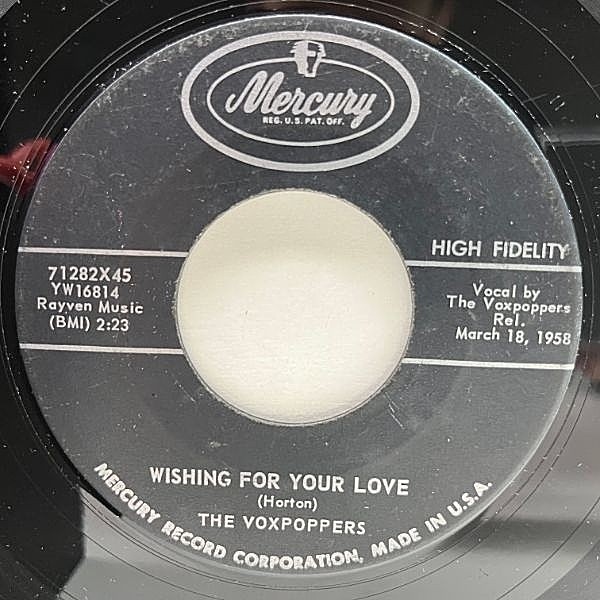 Mercury
REG. U.S. PAT. OFF.
HIGH FIDELITY
71282X45
YW16814
Rayven Music
(BMI) 2:23
Vocal by
The Voxpoppers
Rel.
March 18, 1958
WISHING FOR YOUR LOVE
(Horton)
THE VOXPOPPERS
MERCURY RECORD CORPORATION, MADE IN U.S.A.